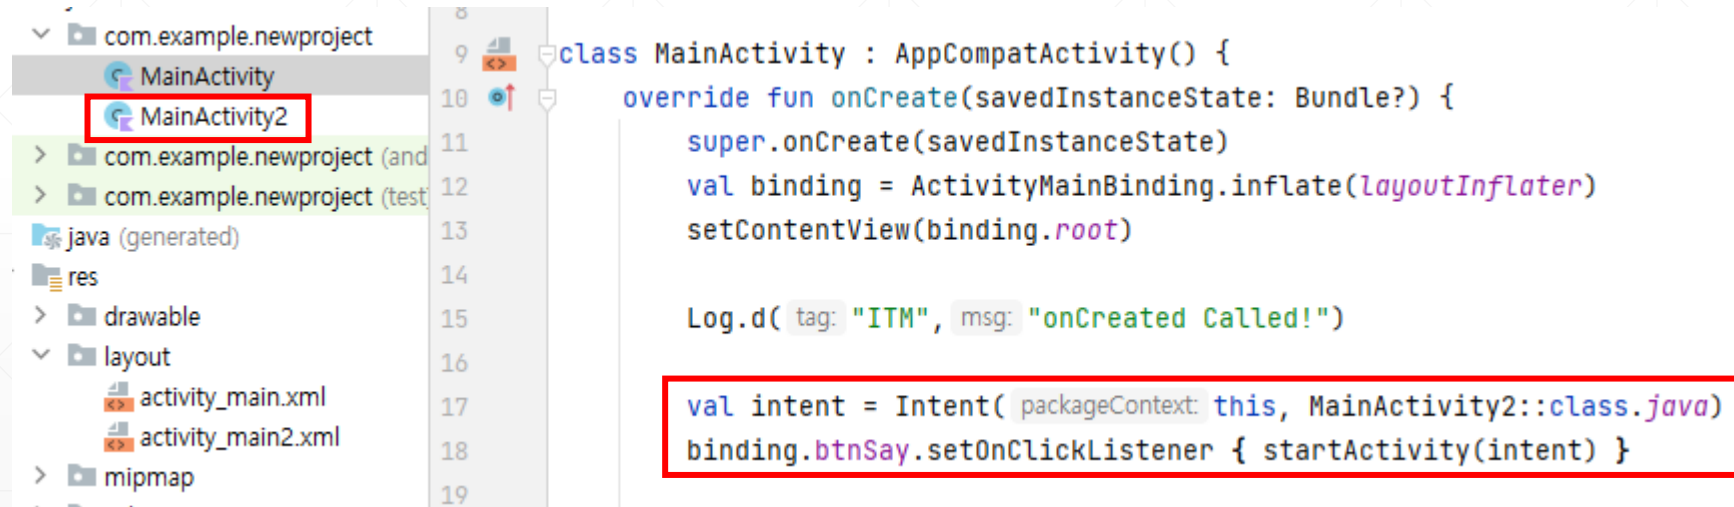 com.example.newproject
MainActivity
MainActivity2
com.example.newproject (and
com.example.newproject (test)
java (generated)
res
drawable
layout
activity_main.xml
activity_main2.xml
mipmap
8
9 class MainActivity : AppCompatActivity() {
10 override fun onCreate(savedInstanceState: Bundle?) {
11 super.onCreate(savedInstanceState)
12 val binding = ActivityMainBinding.inflate(layoutInflater)
13 setContentView(binding.root)
14
15 Log.d( tag: "ITM", msg: "onCreated Called!")
16
17 val intent = Intent( packageContext: this, MainActivity2::class.java)
18 binding.btnSay.setOnClickListener { startActivity(intent) }
19